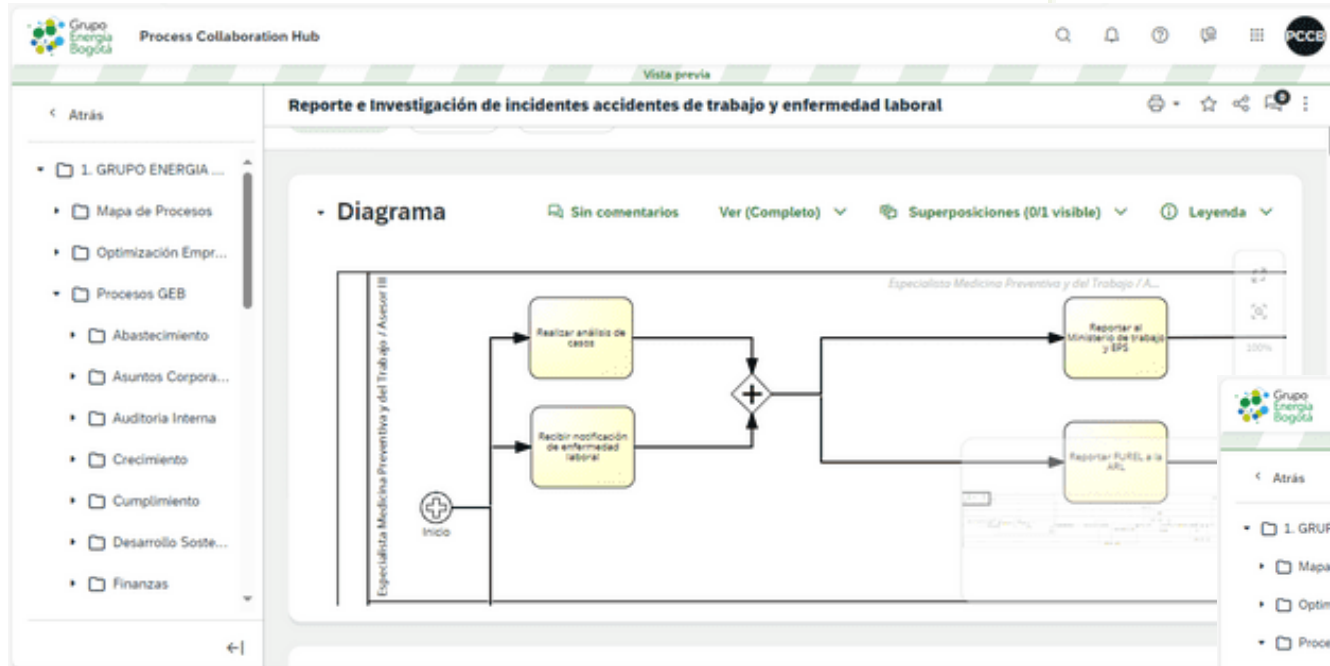 Grupo
Energía
Bogotá
Process Collaboration Hub
PCCB
Vista previa
Atrás
Reporte e Investigación de incidentes accidentes de trabajo y enfermedad laboral
0
1. GRUPO ENERGIA ....
Mapa de Procesos
Optimización Empr...
Procesos GEB
Abastecimiento
Asuntos Corpora...
Auditoria Interna
Crecimiento
Cumplimiento
Desarrollo Soste...
Finanzas
Diagrama
Sin comentarios
Ver (Completo)
Superposiciones (0/1 visible)
Leyenda
Especialista Medicina Preventiva y del Trabajo / A...
Especialista Medicina Preventiva y del Trabajo / Asesor III
Realizar análisis de
casos
Reportar al
Ministerio de trabajo
y EPS
100%
Recibir notificación
de enfermedad
laboral
Reportar FUREL a la
ARL
Inicio
Grupo
Energía
Bogotá
Atrás
1. GRUP
Mapa
Optim
Proce